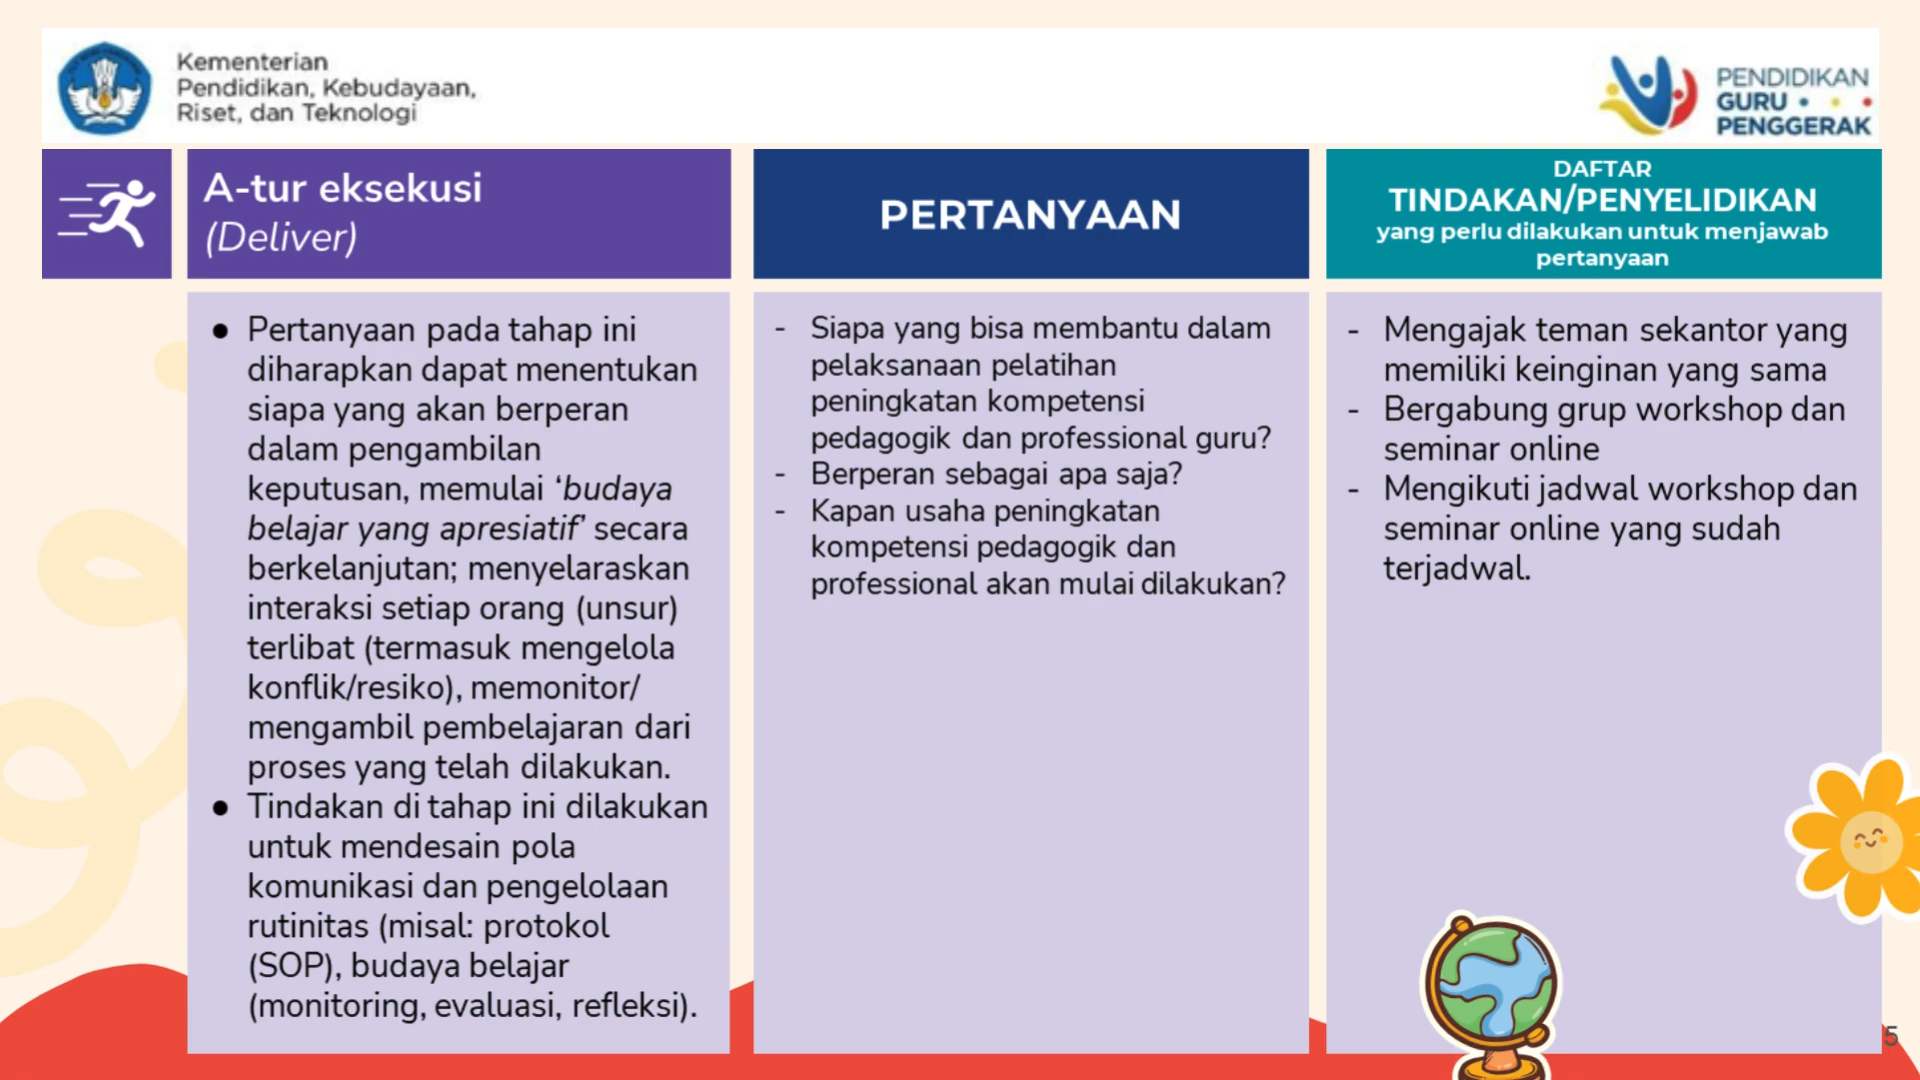 Kementerian
Pendidikan, Kebudayaan,
Riset, dan Teknologi
PENDIDIKAN
GURU
PENGGERAK
A-tur eksekusi
(Deliver)
PERTANYAAN
DAFTAR
TINDAKAN/PENYELIDIKAN
yang perlu dilakukan untuk menjawab
pertanyaan
● Pertanyaan pada tahap ini
diharapkan dapat menentukan
siapa yang akan berperan
dalam pengambilan
keputusan, memulai ‘budaya
belajar yang apresiatif’ secara
berkelanjutan; menyelaraskan
interaksi setiap orang (unsur)
terlibat (termasuk mengelola
konflik/resiko), memonitor/
mengambil pembelajaran dari
proses yang telah dilakukan.
● Tindakan di tahap ini dilakukan
untuk mendesain pola
komunikasi dan pengelolaan
rutinitas (misal: protokol
(SOP), budaya belajar
(monitoring, evaluasi, refleksi).
- Siapa yang bisa membantu dalam
pelaksanaan pelatihan
peningkatan kompetensi
pedagogik dan professional guru?
- Berperan sebagai apa saja?
- Kapan usaha peningkatan
kompetensi pedagogik dan
professional akan mulai dilakukan?
- Mengajak teman sekantor yang
memiliki keinginan yang sama
- Bergabung grup workshop dan
seminar online
- Mengikuti jadwal workshop dan
seminar online yang sudah
terjadwal.
5